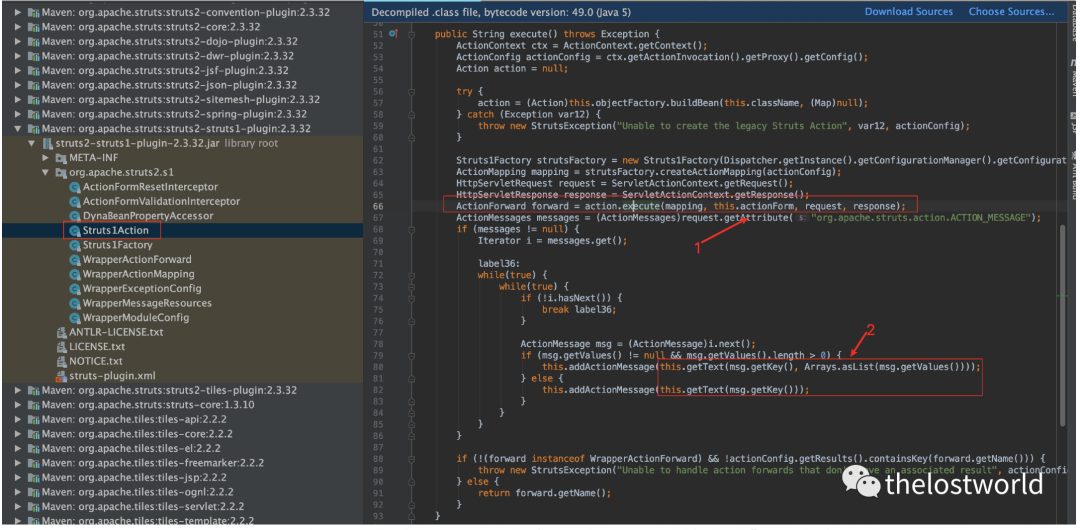 Maven: org.apache.struts:struts2-convention-plugin:2.3.32
Maven: org.apache.struts:struts2-core:2.3.32
Maven: org.apache.struts:struts2-dojo-plugin:2.3.32
Maven: org.apache.struts:struts2-dwr-plugin:2.3.32
Maven: org.apache.struts:struts2-jsf-plugin:2.3.32
Maven: org.apache.struts:struts2-json-plugin:2.3.32
Maven: org.apache.struts:struts2-sitemesh-plugin:2.3.32
Maven: org.apache.struts:struts2-spring-plugin:2.3.32
Maven: org.apache.struts:struts2-struts1-plugin:2.3.32
struts2-struts1-plugin-2.3.32.jar library root
META-INF
org.apache.struts2.s1
ActionFormResetInterceptor
ActionFormValidationInterceptor
DynaBeanPropertyAccessor
Struts1Action
Struts1Factory
WrapperActionForward
WrapperActionMapping
WrapperExceptionConfig
WrapperMessageResources
WrapperModuleConfig
ANTLR-LICENSE.txt
LICENSE.txt
NOTICE.txt
struts-plugin.xml
Maven: org.apache.struts:struts2-tiles-plugin:2.3.32
Maven: org.apache.struts:struts-core:1.3.10
Maven: org.apache.tiles:tiles-api:2.2.2
Maven: org.apache.tiles:tiles-core:2.2.2
Maven: org.apache.tiles:tiles-el:2.2.2
Maven: org.apache.tiles:tiles-freemarker:2.2.2
Maven: org.apache.tiles:tiles-jsp:2.2.2
Maven: org.apache.tiles:tiles-ognl:2.2.2
Maven: org.apache.tiles:tiles-servlet:2.2.2
Maven: org.apache.tiles:tiles-template:2.2.2
Decompiled .class file, bytecode version: 49.0 (Java 5) Download Sources Choose Sources...
51 public String execute() throws Exception {
52 ActionContext ctx = ActionContext.getContext();
53 ActionConfig actionConfig = ctx.getActionInvocation().getProxy().getConfig();
54 Action action = null;
55
56 try {
57 action = (Action)this.objectFactory.buildBean(this.className, (Map)null);
58 } catch (Exception var12) {
59 throw new StrutsException("Unable to create the legacy Struts Action", var12, actionConfig);
60 }
61
62 Struts1Factory strutsFactory = new Struts1Factory(Dispatcher.getInstance().getConfigurationManager().getConfigurat
63 ActionMapping mapping = strutsFactory.createActionMapping(actionConfig);
64 HttpServletRequest request = ServletActionContext.getRequest();
65 HttpServletResponse response = ServletActionContext.getResponse();
66 ActionForward forward = action.execute(mapping, this.actionForm, request, response);
67 ActionMessages messages = (ActionMessages)request.getAttribute( s: "org.apache.struts.action.ACTION_MESSAGE");
68 if (messages != null) {
69 Iterator i = messages.get();
70
71 label36:
72 while(true) {
73 while(true) {
74 if (!i.hasNext()) {
75 break label36;
76 }
77
78 ActionMessage msg = (ActionMessage)i.next();
79 if (msg.getValues() != null && msg.getValues().length > 0) {
80 this.addActionMessage(this.getText(msg.getKey(), Arrays.asList(msg.getValues())));
81 } else {
82 this.addActionMessage(this.getText(msg.getKey()));
83 }
84 }
85 }
86 }
87
88 if (!(forward instanceof WrapperActionForward) && !actionConfig.getResults().containsKey(forward.getName())) {
89 throw new StrutsException("Unable to handle action forwards that don't have an associated result", actionConfi
90 } else {
91 return forward.getName();
92 }
93 }
1
2
thelostworld